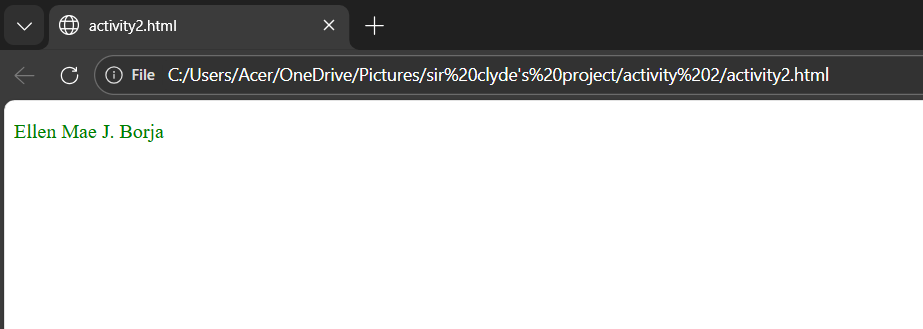 activity2.html
File C:/Users/Acer/OneDrive/Pictures/sir%20clyde's%20project/activity%202/activity2.html
Ellen Mae J. Borja